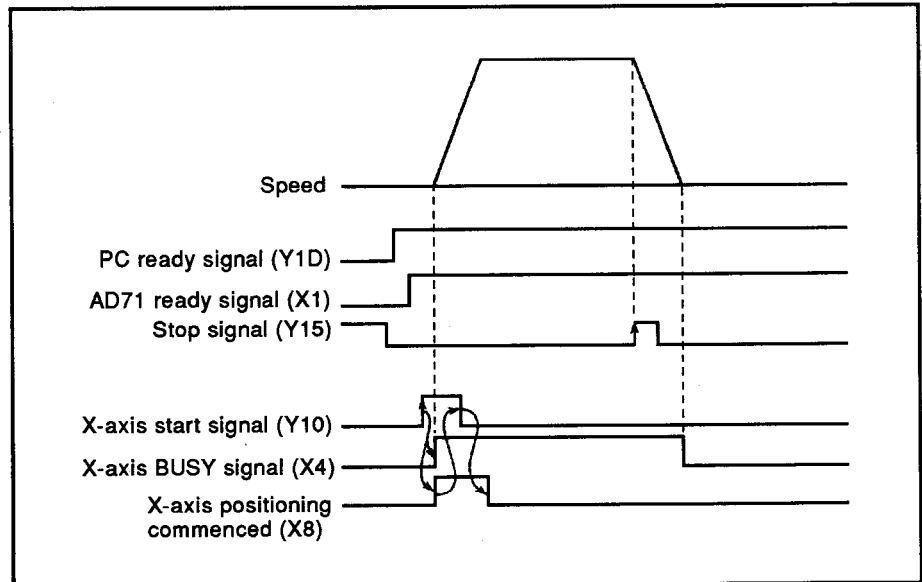 Speed
PC ready signal (Y1D)
AD71 ready signal (X1)
Stop signal (Y15)
X-axis start signal (Y10)
X-axis BUSY signal (X4)
X-axis positioning
commenced (X8)